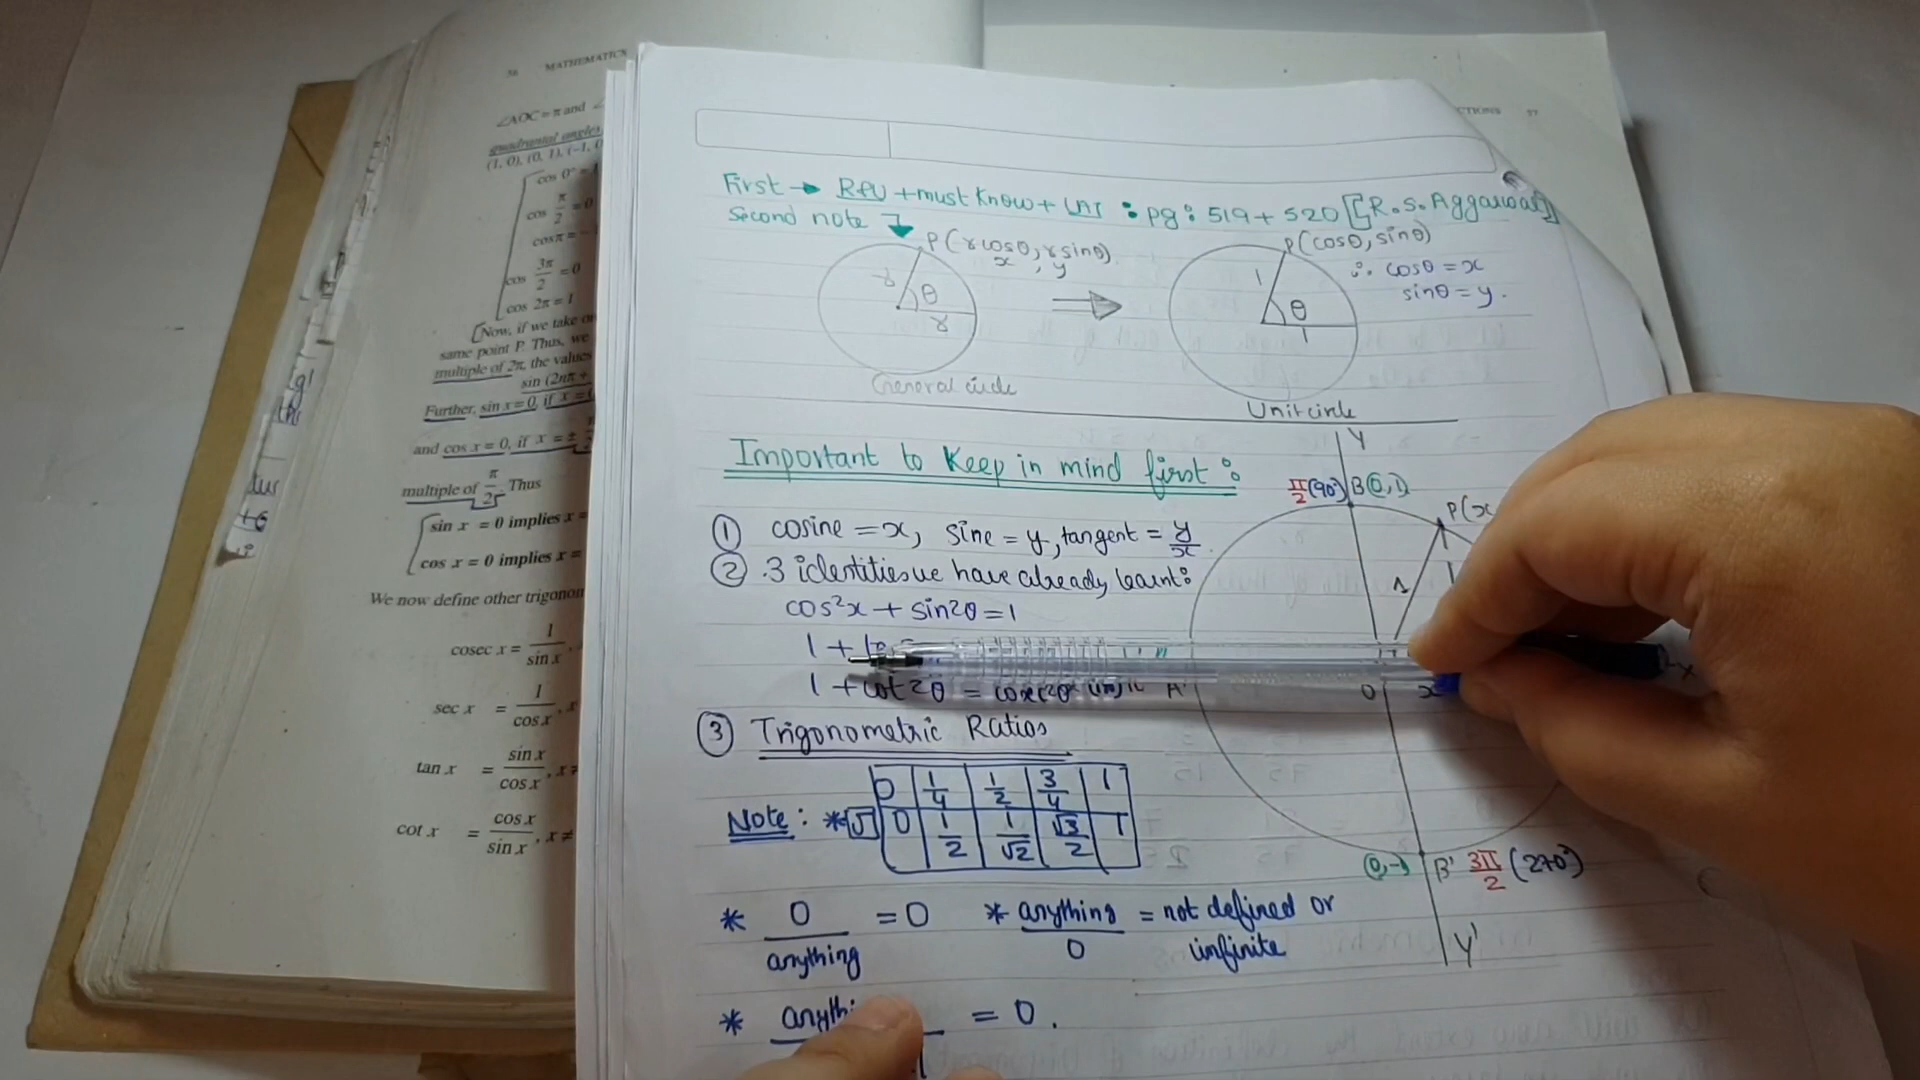 36 MATHEMATICS
∠AOC = π and ∠
quadrantal angles
(1, 0), (0, 1), (−1, 0
cos 0° = 1
cos π/2 = 0
cosπ = −
cos 3π/2 = 0
cos 2π = 1
[Now, if we take
same point P. Thus, we
multiple of 2π, the values
sin (2nπ +
Further, sin x = 0, if x =
and cos x = 0, if x = ±
multiple of π/2. Thus
sin x = 0 implies x =
cos x = 0 implies x =
We now define other trigonom
cosec x = 1/sin x,
sec x = 1/cos x, x
tan x = sin x/cos x, x ≠
cot x = cos x/sin x, x ≠
CTIONS 57
First → +must know+ : pg: 519 + 520 [R.S. Aggarwal]
Second note ↓
P(r cosθ, r sinθ)
x, y
r θ
r
General circle
⇒
P(cosθ, sinθ)
∴ cosθ = x
sinθ = y.
1 θ
1
Unit circle
Important to Keep in mind first:
① cosine = x, sine = y, tangent = y/x
② .3 identities we have already learnt:
cos²x + sin2θ = 1
1 +
1 + cot2θ =
③ Trigonometric Ratios
Note: *√
0 1/4 1/2 3/4 1
0 1/2 1/√2 √3/2 1
* 0/anything = 0 * anything/0 = not defined or infinite
* = 0.
Y
π/2 (90°) B(0,1)
P(x
1
A'
O x
B' 3π/2 (270°)
Y'